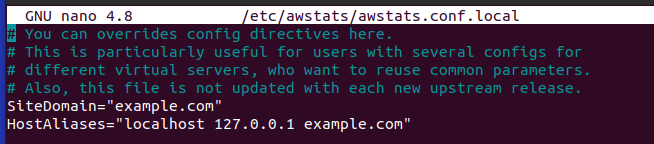 GNU nano 4.8 /etc/awstats/awstats.conf.local
# You can overrides config directives here.
# This is particularly useful for users with several configs for
# different virtual servers, who want to reuse common parameters.
# Also, this file is not updated with each new upstream release.
SiteDomain="example.com"
HostAliases="localhost 127.0.0.1 example.com"